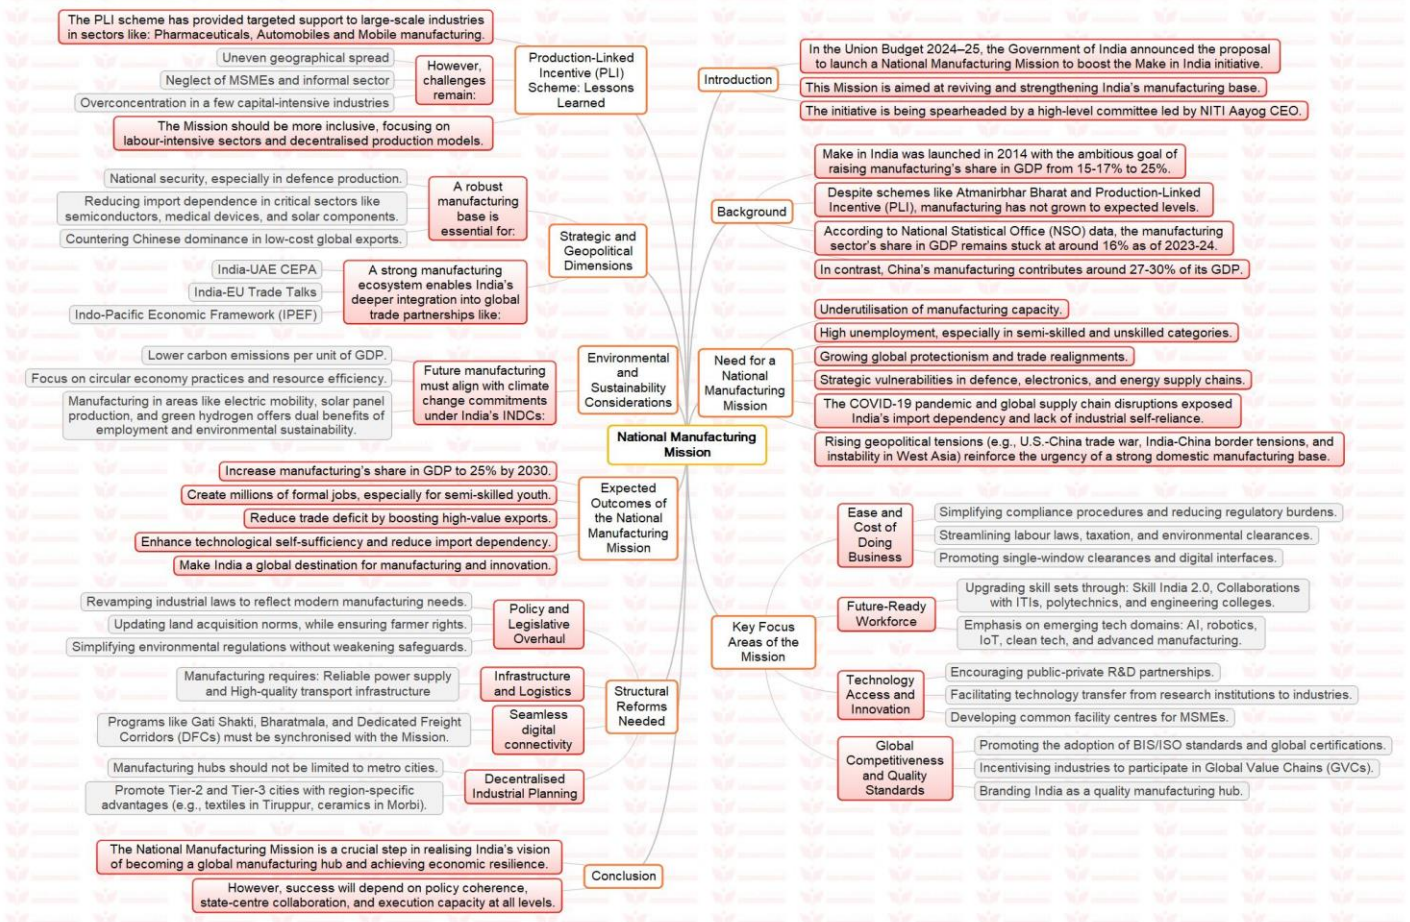 National Manufacturing
Mission
Introduction
In the Union Budget 2024–25, the Government of India announced the proposal
to launch a National Manufacturing Mission to boost the Make in India initiative.
This Mission is aimed at reviving and strengthening India's manufacturing base.
The initiative is being spearheaded by a high-level committee led by NITI Aayog CEO.
Background
Make in India was launched in 2014 with the ambitious goal of
raising manufacturing's share in GDP from 15-17% to 25%.
Despite schemes like Atmanirbhar Bharat and Production-Linked
Incentive (PLI), manufacturing has not grown to expected levels.
According to National Statistical Office (NSO) data, the manufacturing
sector's share in GDP remains stuck at around 16% as of 2023-24.
In contrast, China's manufacturing contributes around 27-30% of its GDP.
Need for a
National
Manufacturing
Mission
Underutilisation of manufacturing capacity.
High unemployment, especially in semi-skilled and unskilled categories.
Growing global protectionism and trade realignments.
Strategic vulnerabilities in defence, electronics, and energy supply chains.
The COVID-19 pandemic and global supply chain disruptions exposed
India's import dependency and lack of industrial self-reliance.
Rising geopolitical tensions (e.g., U.S.-China trade war, India-China border tensions, and
instability in West Asia) reinforce the urgency of a strong domestic manufacturing base.
Key Focus
Areas of the
Mission
Ease and
Cost of
Doing
Business
Simplifying compliance procedures and reducing regulatory burdens.
Streamlining labour laws, taxation, and environmental clearances.
Promoting single-window clearances and digital interfaces.
Future-Ready
Workforce
Upgrading skill sets through: Skill India 2.0, Collaborations
with ITIs, polytechnics, and engineering colleges.
Emphasis on emerging tech domains: AI, robotics,
IoT, clean tech, and advanced manufacturing.
Technology
Access and
Innovation
Encouraging public-private R&D partnerships.
Facilitating technology transfer from research institutions to industries.
Developing common facility centres for MSMEs.
Global
Competitiveness
and Quality
Standards
Promoting the adoption of BIS/ISO standards and global certifications.
Incentivising industries to participate in Global Value Chains (GVCs).
Branding India as a quality manufacturing hub.
Production-Linked
Incentive (PLI)
Scheme: Lessons
Learned
The PLI scheme has provided targeted support to large-scale industries
in sectors like: Pharmaceuticals, Automobiles and Mobile manufacturing.
However,
challenges
remain:
Uneven geographical spread
Neglect of MSMEs and informal sector
Overconcentration in a few capital-intensive industries
The Mission should be more inclusive, focusing on
labour-intensive sectors and decentralised production models.
Strategic and
Geopolitical
Dimensions
A robust
manufacturing
base is
essential for:
National security, especially in defence production.
Reducing import dependence in critical sectors like
semiconductors, medical devices, and solar components.
Countering Chinese dominance in low-cost global exports.
A strong manufacturing
ecosystem enables India's
deeper integration into global
trade partnerships like:
India-UAE CEPA
India-EU Trade Talks
Indo-Pacific Economic Framework (IPEF)
Environmental
and
Sustainability
Considerations
Future manufacturing
must align with climate
change commitments
under India's INDCs:
Lower carbon emissions per unit of GDP.
Focus on circular economy practices and resource efficiency.
Manufacturing in areas like electric mobility, solar panel
production, and green hydrogen offers dual benefits of
employment and environmental sustainability.
Expected
Outcomes of
the National
Manufacturing
Mission
Increase manufacturing's share in GDP to 25% by 2030.
Create millions of formal jobs, especially for semi-skilled youth.
Reduce trade deficit by boosting high-value exports.
Enhance technological self-sufficiency and reduce import dependency.
Make India a global destination for manufacturing and innovation.
Structural
Reforms
Needed
Policy and
Legislative
Overhaul
Revamping industrial laws to reflect modern manufacturing needs.
Updating land acquisition norms, while ensuring farmer rights.
Simplifying environmental regulations without weakening safeguards.
Infrastructure
and Logistics
Manufacturing requires: Reliable power supply
and High-quality transport infrastructure
Seamless
digital
connectivity
Programs like Gati Shakti, Bharatmala, and Dedicated Freight
Corridors (DFCs) must be synchronised with the Mission.
Decentralised
Industrial Planning
Manufacturing hubs should not be limited to metro cities.
Promote Tier-2 and Tier-3 cities with region-specific
advantages (e.g., textiles in Tiruppur, ceramics in Morbi).
Conclusion
The National Manufacturing Mission is a crucial step in realising India's vision
of becoming a global manufacturing hub and achieving economic resilience.
However, success will depend on policy coherence,
state-centre collaboration, and execution capacity at all levels.